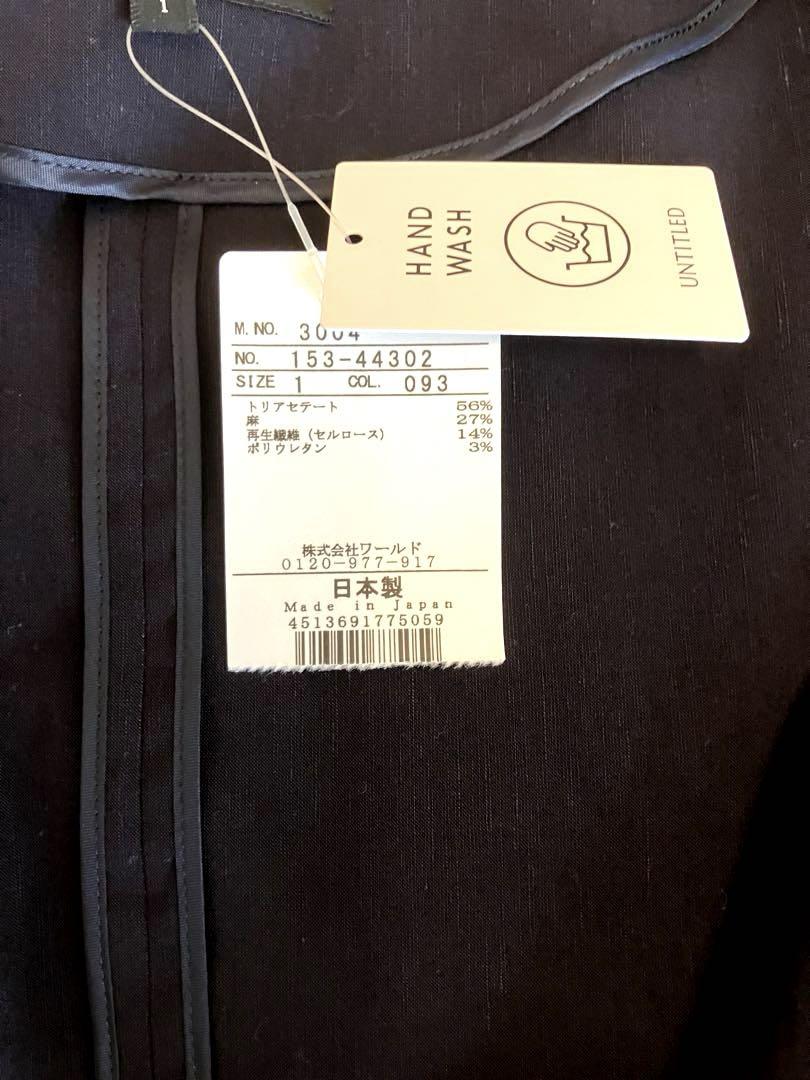 1
HAND
WASH
UNTITLED
M. NO. 3004
NO. 153-44302
SIZE 1 COL. 093
トリアセテート 56%
麻 27%
再生繊維 (セルロース) 14%
ポリウレタン 3%
株式会社ワールド
0120-977-917
日本製
Made in Japan
4513691775059